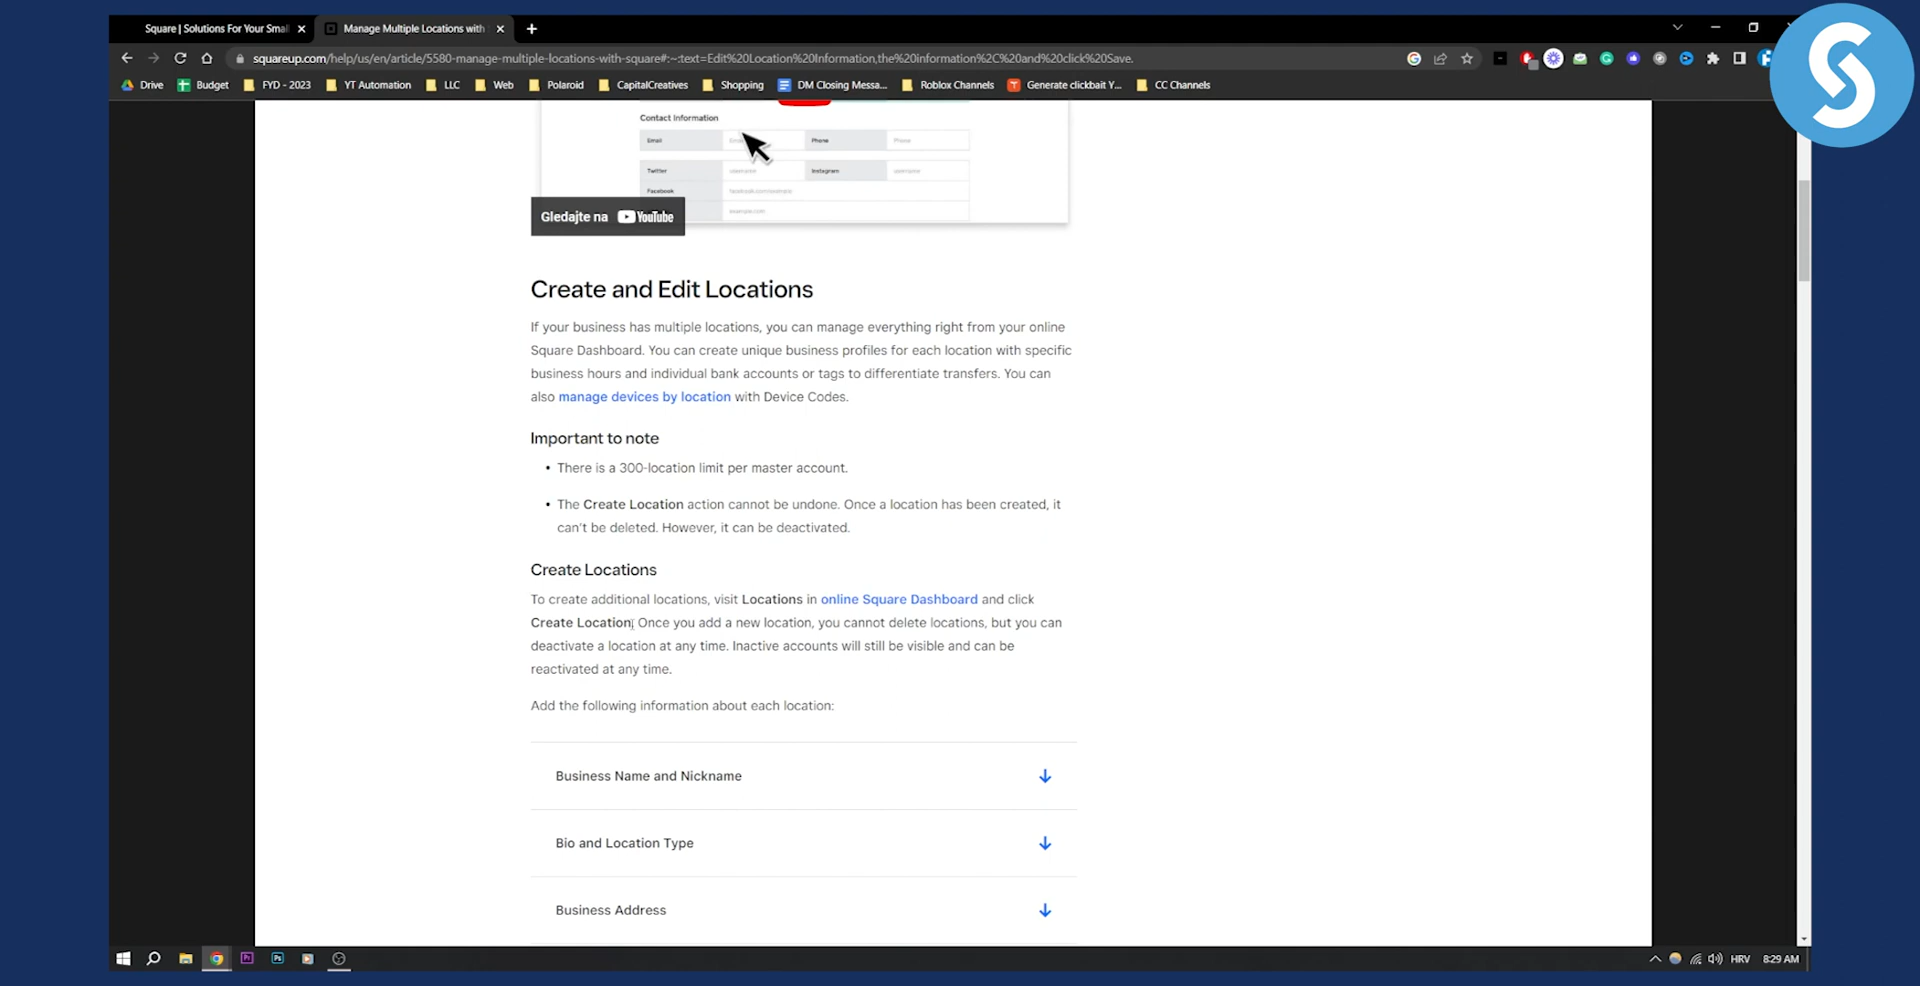 Square | Solutions For Your Smal
Manage Multiple Locations with
squareup.com/help/us/en/article/5580-manage-multiple-locations-with-square#:~:text=Edit%20Location%20Information,the%20information%2C%20and%20click%20Save.
Drive
Budget
FYD - 2023
YT Automation
LLC
Web
Polaroid
CapitalCreatives
Shopping
DM Closing Messa...
Roblox Channels
Generate clickbait Y...
CC Channels
Contact Information
Email
Phone
Phone
Twitter
username
Instagram
username
Facebook
facebook.com/example
example.com
Gledajte na YouTube
Create and Edit Locations
If your business has multiple locations, you can manage everything right from your online
Square Dashboard. You can create unique business profiles for each location with specific
business hours and individual bank accounts or tags to differentiate transfers. You can
also manage devices by location with Device Codes.
Important to note
• There is a 300-location limit per master account.
• The Create Location action cannot be undone. Once a location has been created, it
can't be deleted. However, it can be deactivated.
Create Locations
To create additional locations, visit Locations in online Square Dashboard and click
Create Location. Once you add a new location, you cannot delete locations, but you can
deactivate a location at any time. Inactive accounts will still be visible and can be
reactivated at any time.
Add the following information about each location:
Business Name and Nickname
Bio and Location Type
Business Address
Pr
Ps
HRV
8:29 AM